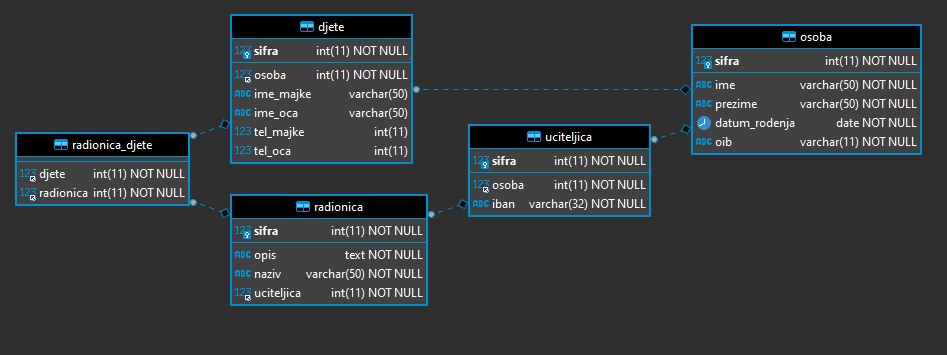 djete
123 sifra int(11) NOT NULL
123 osoba int(11) NOT NULL
ABC ime_majke varchar(50)
ABC ime_oca varchar(50)
123 tel_majke int(11)
123 tel_oca int(11)
osoba
123 sifra int(11) NOT NULL
ABC ime varchar(50) NOT NULL
ABC prezime varchar(50) NOT NULL
datum_rodenja date NOT NULL
ABC oib varchar(11) NOT NULL
radionica_djete
123 djete int(11) NOT NULL
123 radionica int(11) NOT NULL
uciteljica
123 sifra int(11) NOT NULL
123 osoba int(11) NOT NULL
ABC iban varchar(32) NOT NULL
radionica
123 sifra int(11) NOT NULL
ABC opis text NOT NULL
ABC naziv varchar(50) NOT NULL
123 uciteljica int(11) NOT NULL